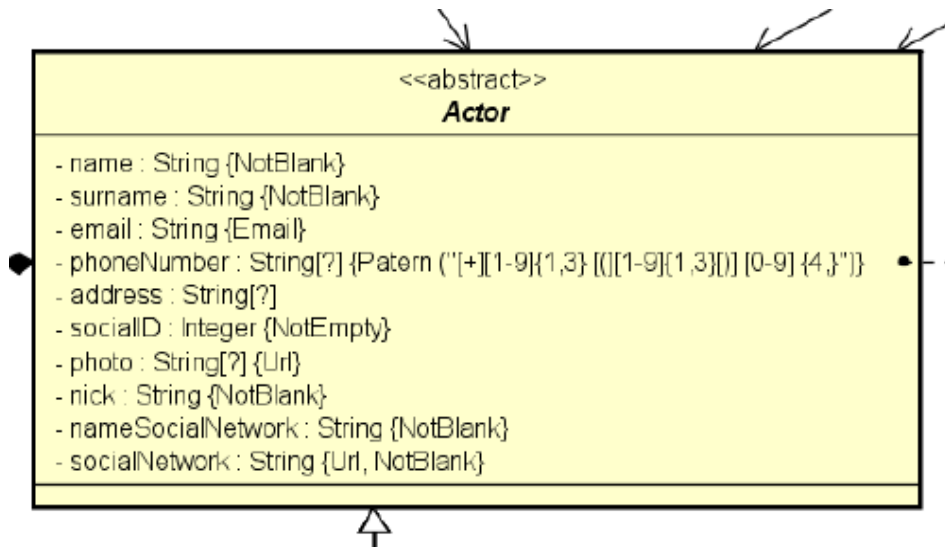 <<abstract>>
Actor
- name : String {NotBlank}
- surname : String {NotBlank}
- email : String {Email}
- phoneNumber : String[?] {Patern ("[+][1-9]{1,3} [(][1-9]{1,3}[)] [0-9] {4,}")}
- address : String[?]
- socialID : Integer {NotEmpty}
- photo : String[?] {Url}
- nick : String {NotBlank}
- nameSocialNetwork : String {NotBlank}
- socialNetwork : String {Url, NotBlank}